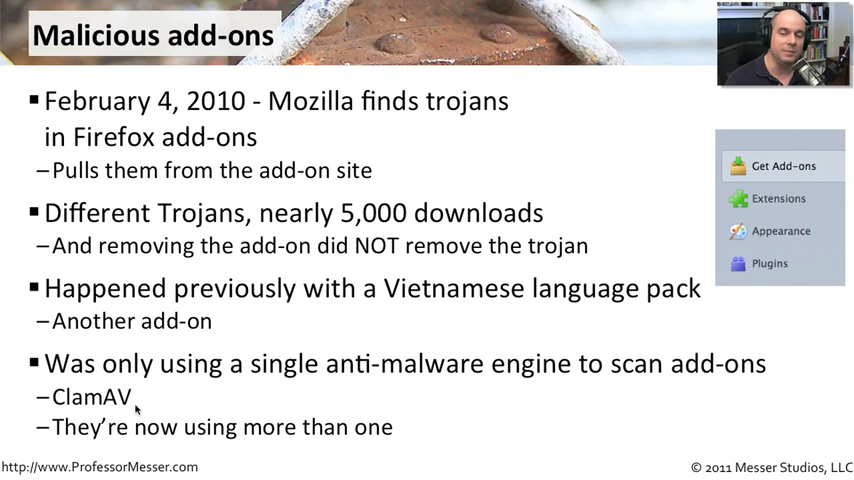 Malicious add-ons
▪ February 4, 2010 - Mozilla finds trojans
in Firefox add-ons
–Pulls them from the add-on site
▪ Different Trojans, nearly 5,000 downloads
–And removing the add-on did NOT remove the trojan
▪ Happened previously with a Vietnamese language pack
–Another add-on
▪ Was only using a single anti-malware engine to scan add-ons
–ClamAV
–They're now using more than one
Get Add-ons
Extensions
Appearance
Plugins
http://www.ProfessorMesser.com
© 2011 Messer Studios, LLC